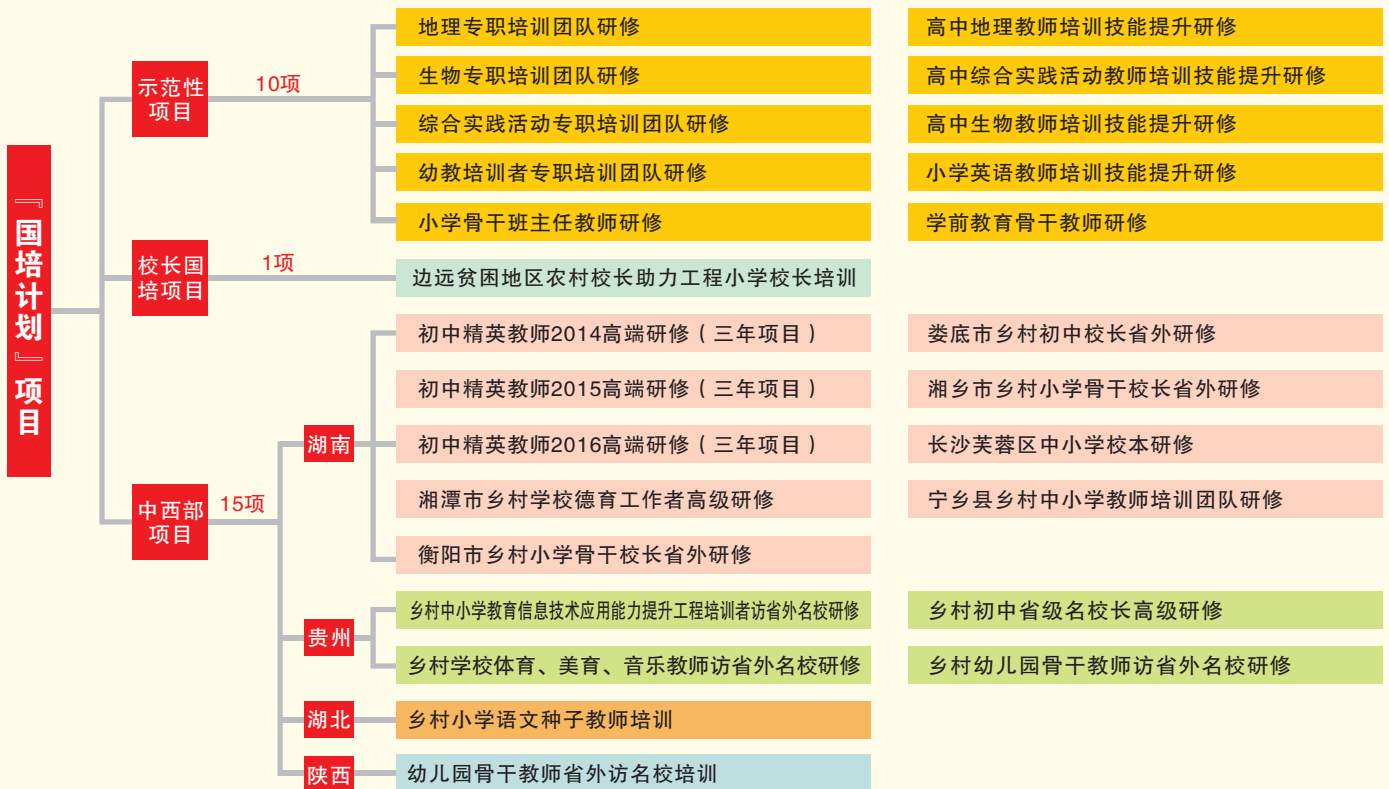 『国培计划』项目
示范性
项目
10项
地理专职培训团队研修
高中地理教师培训技能提升研修
生物专职培训团队研修
高中综合实践活动教师培训技能提升研修
综合实践活动专职培训团队研修
高中生物教师培训技能提升研修
幼教培训者专职培训团队研修
小学英语教师培训技能提升研修
小学骨干班主任教师研修
学前教育骨干教师研修
校长国
培项目
1项
边远贫困地区农村校长助力工程小学校长培训
中西部
项目
15项
湖南
初中精英教师2014高端研修（三年项目）
娄底市乡村初中校长省外研修
初中精英教师2015高端研修（三年项目）
湘乡市乡村小学骨干校长省外研修
初中精英教师2016高端研修（三年项目）
长沙芙蓉区中小学校本研修
湘潭市乡村学校德育工作者高级研修
宁乡县乡村中小学教师培训团队研修
衡阳市乡村小学骨干校长省外研修
贵州
乡村中小学教育信息技术应用能力提升工程培训者访省外名校研修
乡村初中省级名校长高级研修
乡村学校体育、美育、音乐教师访省外名校研修
乡村幼儿园骨干教师访省外名校研修
湖北
乡村小学语文种子教师培训
陕西
幼儿园骨干教师省外访名校培训